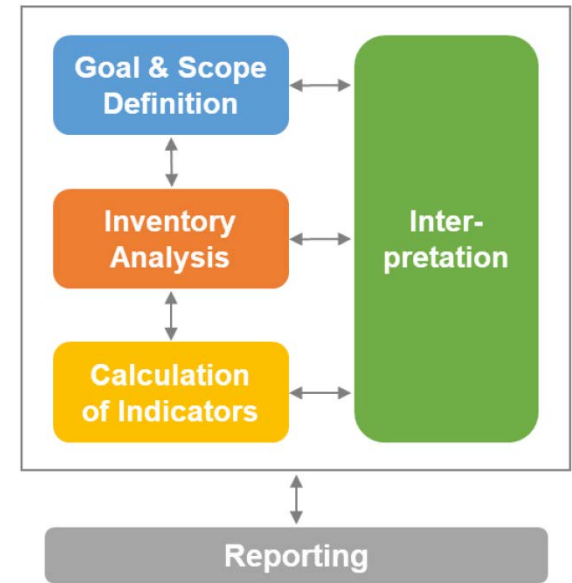 Goal & Scope
Definition
Inventory
Analysis
Inter-
pretation
Calculation
of Indicators
Reporting